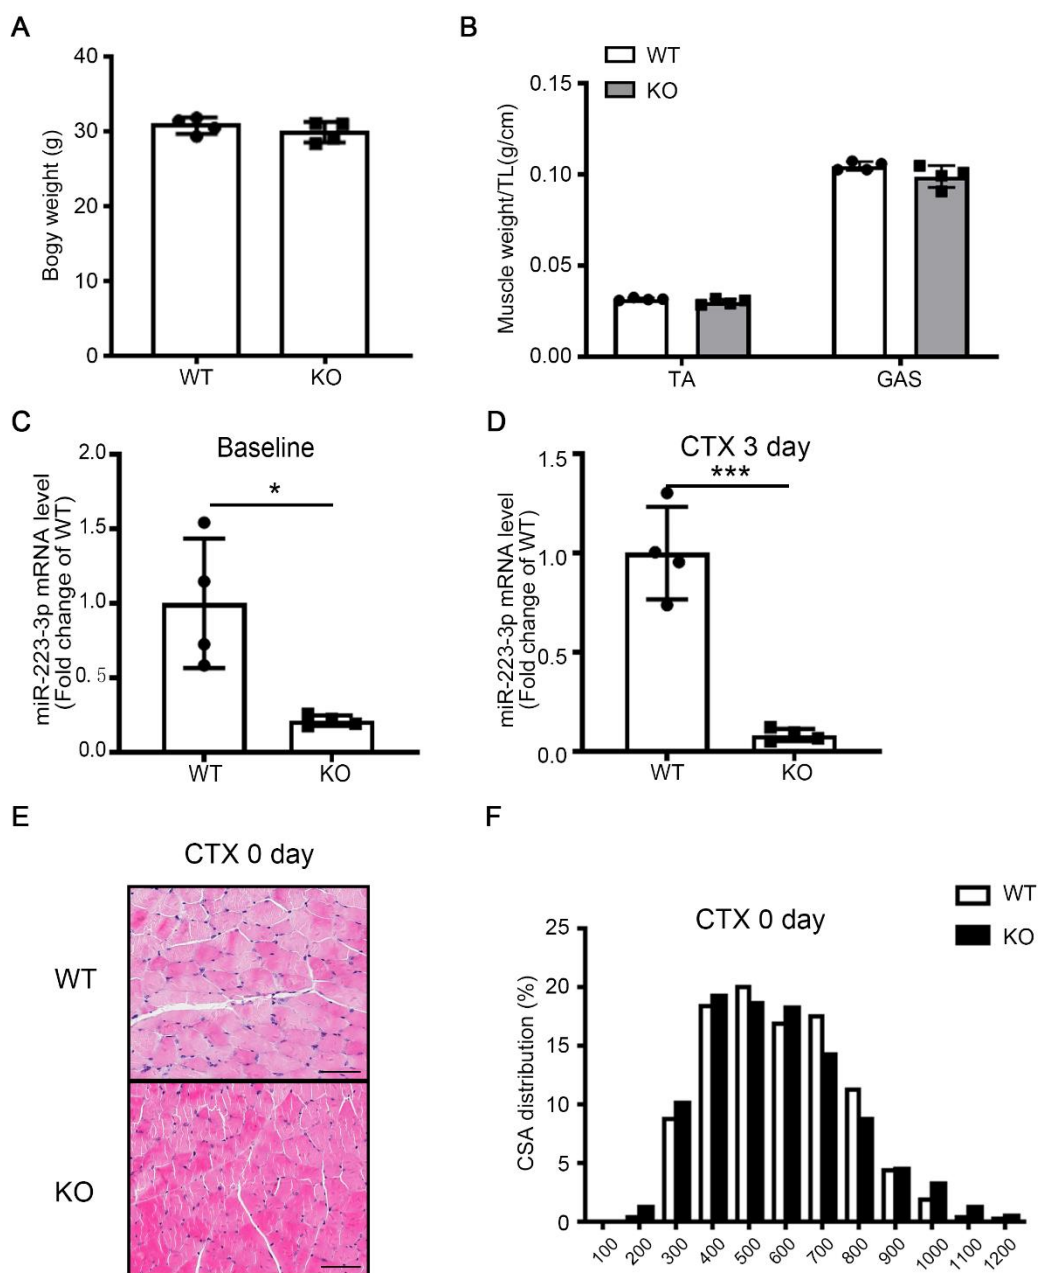 A
Bogy weight (g)
40
30
20
10
0
WT
KO
B
WT
KO
Muscle weight/TL(g/cm)
0.15
0.10
0.05
0.00
TA
GAS
C
Baseline
miR-223-3p mRNA level
(Fold change of WT)
2.0
1.5
1.0
0.5
0.0
*
WT
KO
D
CTX 3 day
miR-223-3p mRNA level
(Fold change of WT)
1.5
1.0
0.5
0.0
***
WT
KO
E
CTX 0 day
WT
KO
F
WT
KO
CTX 0 day
CSA distribution (%)
25
20
15
10
5
0
100
200
300
400
500
600
700
800
900
1000
1100
1200